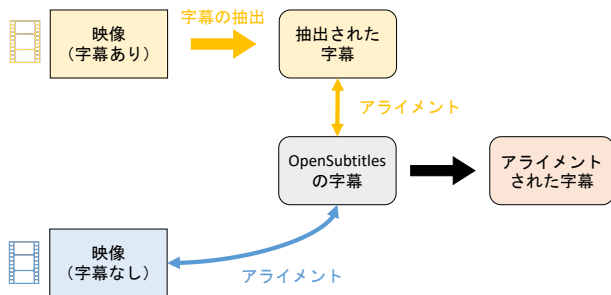 字幕の抽出
映像
（字幕あり）
抽出された
字幕
アライメント
OpenSubtitles
の字幕
アライメント
された字幕
映像
（字幕なし）
アライメント